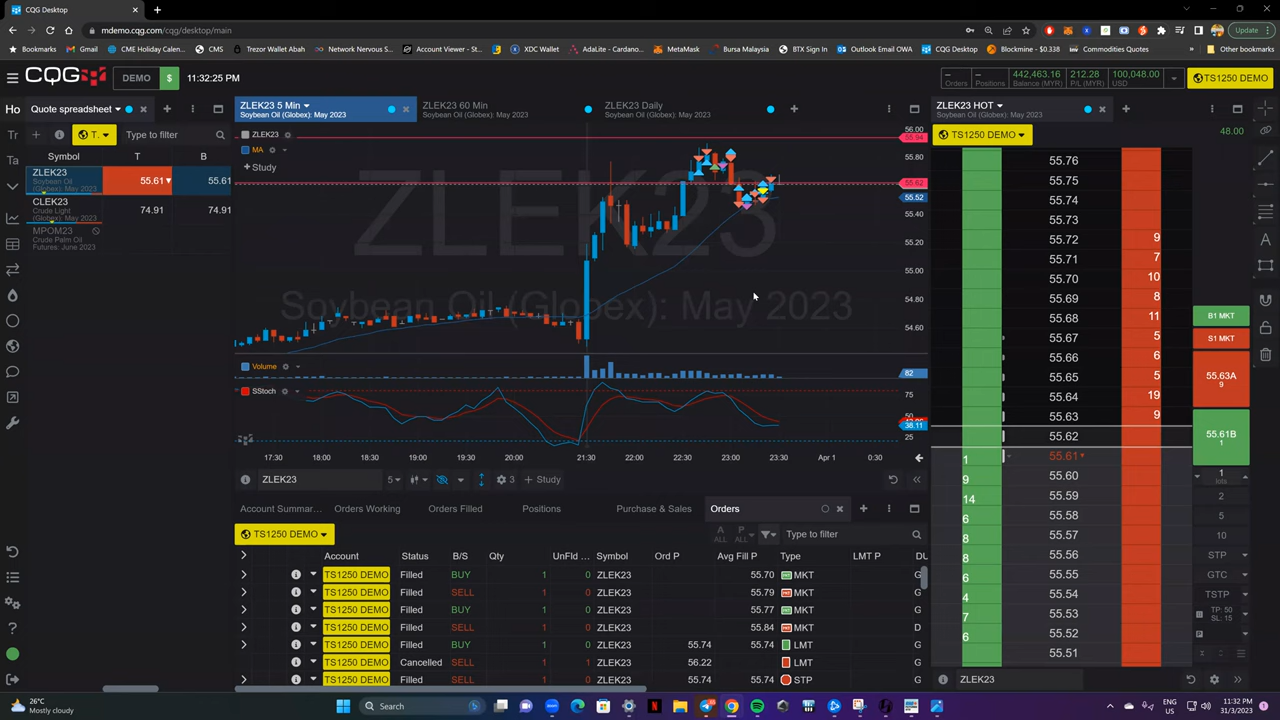 CQG Desktop
mdemo.cqg.com/cqg/desktop/main
Update
Bookmarks
Gmail
CME Holiday Calen...
CMS
Trezor Wallet Abah
Network Nervous S...
Account Viewer - St...
XDC Wallet
AdaLite - Cardano...
MetaMask
Bursa Malaysia
BTX Sign In
Outlook Email OWA
CQG Desktop
Blockmine - $0.338
Commodities Quotes
Other bookmarks
CQG
DEMO
$
11:32:25 PM
Orders
Positions
442,463.16
Balance (MYR)
212.28
P/L (MYR)
100,048.00
Excess (MYR)
TS1250 DEMO
Ho
Quote spreadsheet
Tr
T..
Type to filter
Ta
Symbol
T
B
ZLEK23
Soybean Oil
(Globex): May 2023
55.61
55.61
CLEK23
Crude Light
(Globex): May 2023
74.91
74.91
MPOM23
Crude Palm Oil
Futures: June 2023
ZLEK23 5 Min
Soybean Oil (Globex): May 2023
ZLEK23 60 Min
Soybean Oil (Globex): May 2023
ZLEK23 Daily
Soybean Oil (Globex): May 2023
ZLEK23
MA
Study
ZLEK23
Soybean Oil (Globex): May 2023
56.00
55.94
55.80
55.62
55.52
55.40
55.20
55.00
54.80
54.60
Volume
82
SStoch
75
50
38.11
25
17:30
18:00
18:30
19:00
19:30
20:00
20:30
21:00
21:30
22:00
22:30
23:00
23:30
Apr 1
0:30
ZLEK23
5
3
Study
Account Summar...
Orders Working
Orders Filled
Positions
Purchase & Sales
Orders
TS1250 DEMO
A
ALL
P
ALL
Type to filter
Account
Status
B/S
Qty
UnFld ...
Symbol
Ord P
Avg Fill P
Type
LMT P
DU
TS1250 DEMO Filled BUY 1 0 ZLEK23 55.70 MKT G
TS1250 DEMO Filled SELL 1 0 ZLEK23 55.79 MKT G
TS1250 DEMO Filled BUY 1 0 ZLEK23 55.77 MKT G
TS1250 DEMO Filled SELL 1 0 ZLEK23 55.84 MKT D
TS1250 DEMO Filled BUY 1 0 ZLEK23 55.74 55.74 LMT G
TS1250 DEMO Cancelled SELL 1 1 ZLEK23 56.22 LMT G
TS1250 DEMO Filled SELL 1 0 ZLEK23 55.74 55.74 STP G
ZLEK23 HOT
Soybean Oil (Globex): May 2023
TS1250 DEMO
48.00
55.76
55.75
55.74
55.73
55.72 9
55.71 7
55.70 10
55.69 8
55.68 11
55.67 5
55.66 6
55.65 5
55.64 19
55.63 9
55.62
1 55.61
9 55.60
14 55.59
6 55.58
8 55.57
8 55.56
6 55.55
4 55.54
7 55.53
6 55.52
55.51
B1 MKT
S1 MKT
55.63A
9
55.61B
1
1
lots
2
5
10
STP
GTC
TSTP
TP: 50
SL: 15
ZLEK23
26°C
Mostly cloudy
Search
ENG
US
11:32 PM
31/3/2023